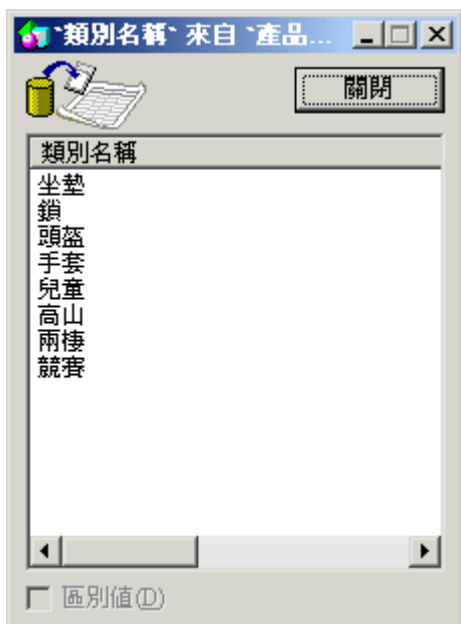 `類別名稱` 來自 `產品...
關閉
類別名稱
坐墊
鎖
頭盔
手套
兒童
高山
兩棲
競賽
區別值(D)